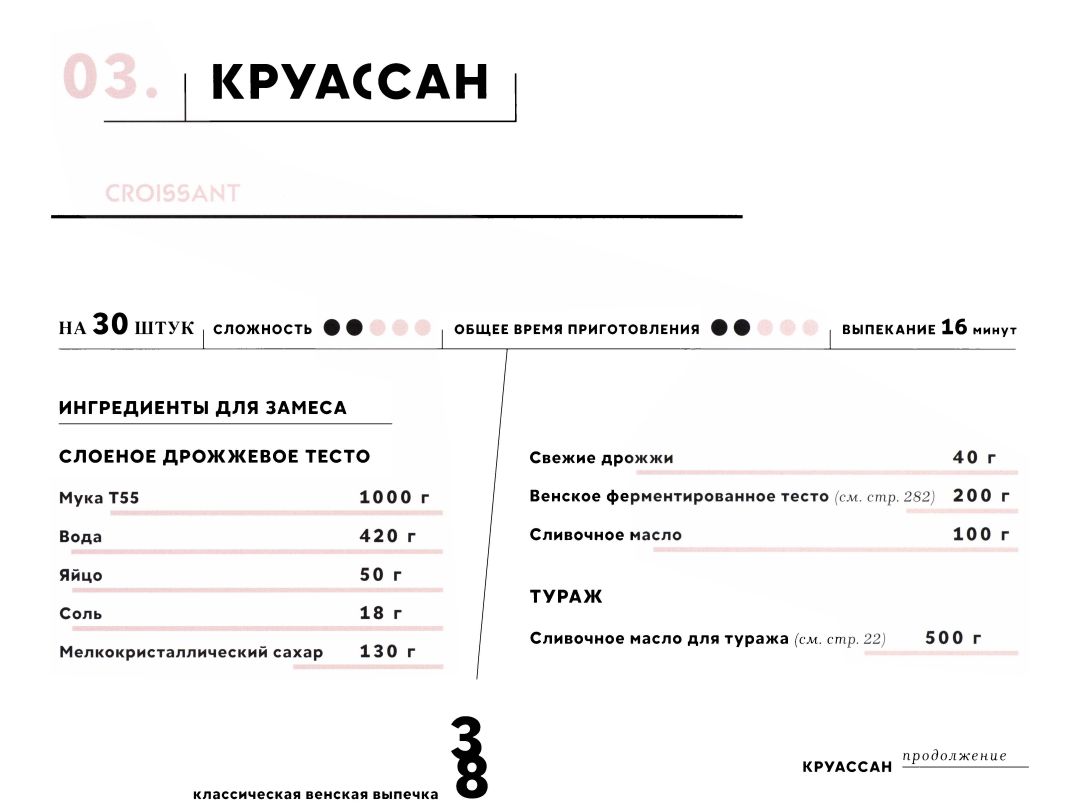 03. КРУАССАН
CROISSANT
НА 30 ШТУК СЛОЖНОСТЬ ОБЩЕЕ ВРЕМЯ ПРИГОТОВЛЕНИЯ ВЫПЕКАНИЕ 16 минут
ИНГРЕДИЕНТЫ ДЛЯ ЗАМЕСА
СЛОЕНОЕ ДРОЖЖЕВОЕ ТЕСТО
Мука Т55 1000 г
Вода 420 г
Яйцо 50 г
Соль 18 г
Мелкокристаллический сахар 130 г
Свежие дрожжи 40 г
Венское ферментированное тесто (см. стр. 282) 200 г
Сливочное масло 100 г
ТУРАЖ
Сливочное масло для туража (см. стр. 22) 500 г
классическая венская выпечка 38
КРУАССАН продолжение